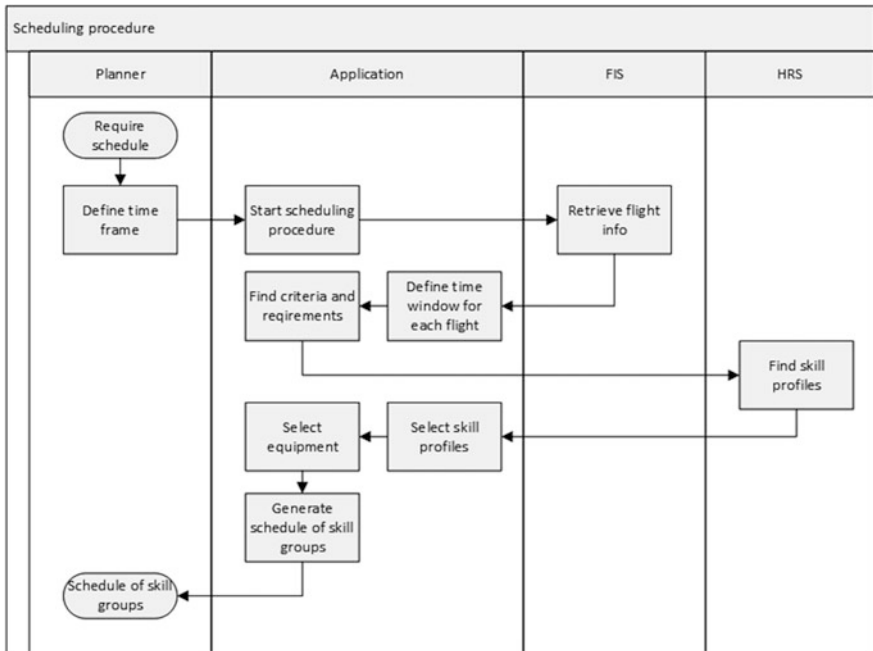 Scheduling procedure
Planner
Application
FIS
HRS
Require
schedule
Define time
frame
Start scheduling
procedure
Retrieve flight
info
Find criteria and
reqirements
Define time
window for
each flight
Find skill
profiles
Select
equipment
Select skill
profiles
Generate
schedule of skill
groups
Schedule of skill
groups